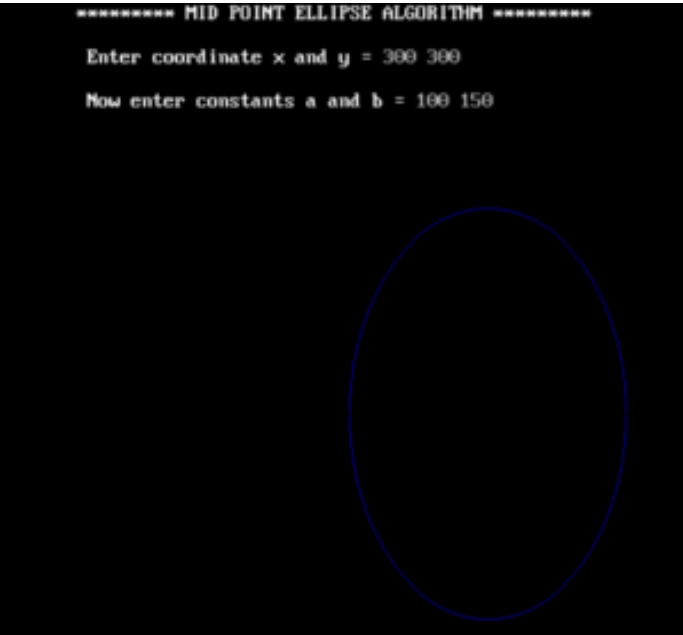 ********* MID POINT ELLIPSE ALGORITHM *********
Enter coordinate x and y = 300 300
Now enter constants a and b = 100 150